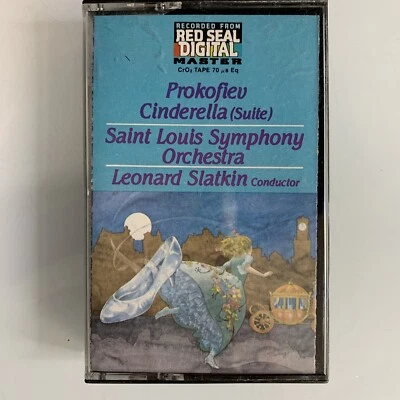 RECORDED FROM
RED SEAL
DIGITAL
MASTER
CrO₂ TAPE 70 μs Eq
Prokofiev
Cinderella (Suite)
Saint Louis Symphony
Orchestra
Leonard Slatkin Conductor